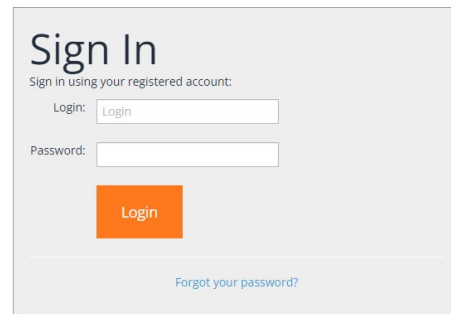 Sign In
Sign in using your registered account:
Login: Login
Password:
Login
Forgot your password?